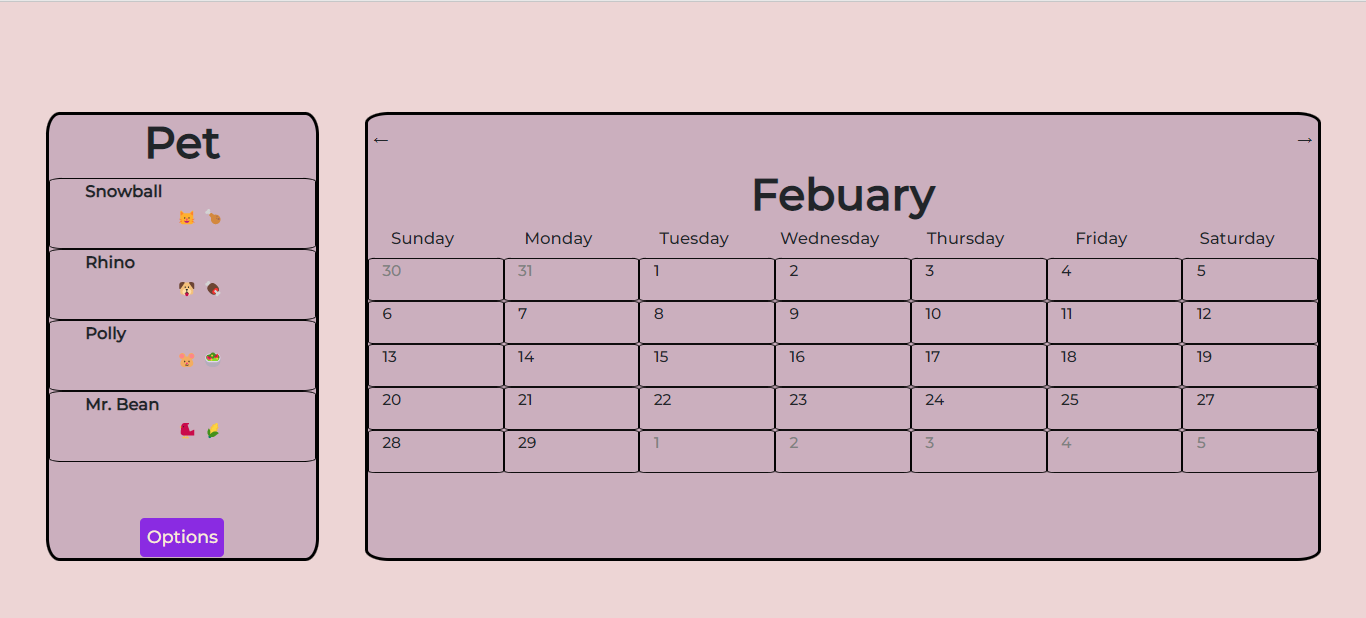 Pet
Snowball
🐱 🍗
Rhino
🐶 🍖
Polly
🐹 🥗
Mr. Bean
🌽
Options
← →
Febuary
Sunday Monday Tuesday Wednesday Thursday Friday Saturday
30 31 1 2 3 4 5
6 7 8 9 10 11 12
13 14 15 16 17 18 19
20 21 22 23 24 25 27
28 29 1 2 3 4 5